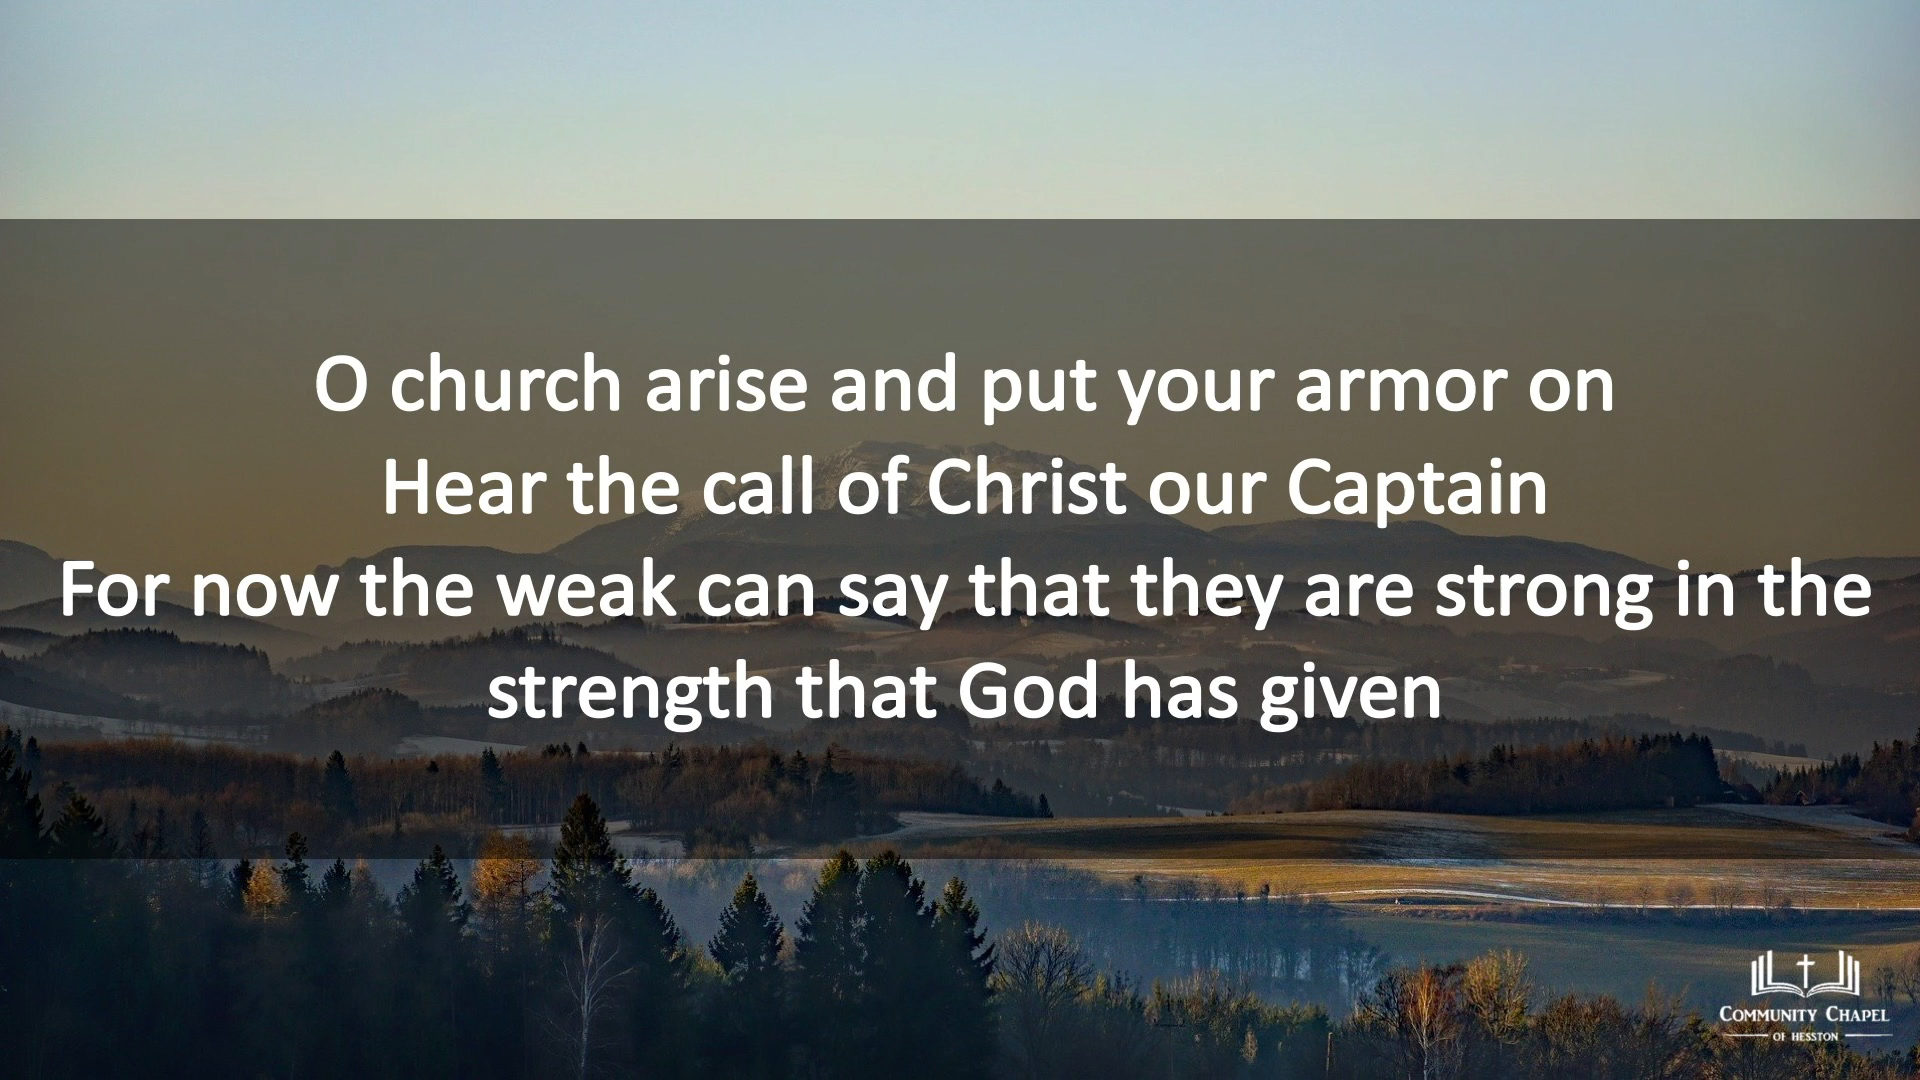 O church arise and put your armor on
Hear the call of Christ our Captain
For now the weak can say that they are strong in the
strength that God has given
COMMUNITY CHAPEL
OF HESSTON